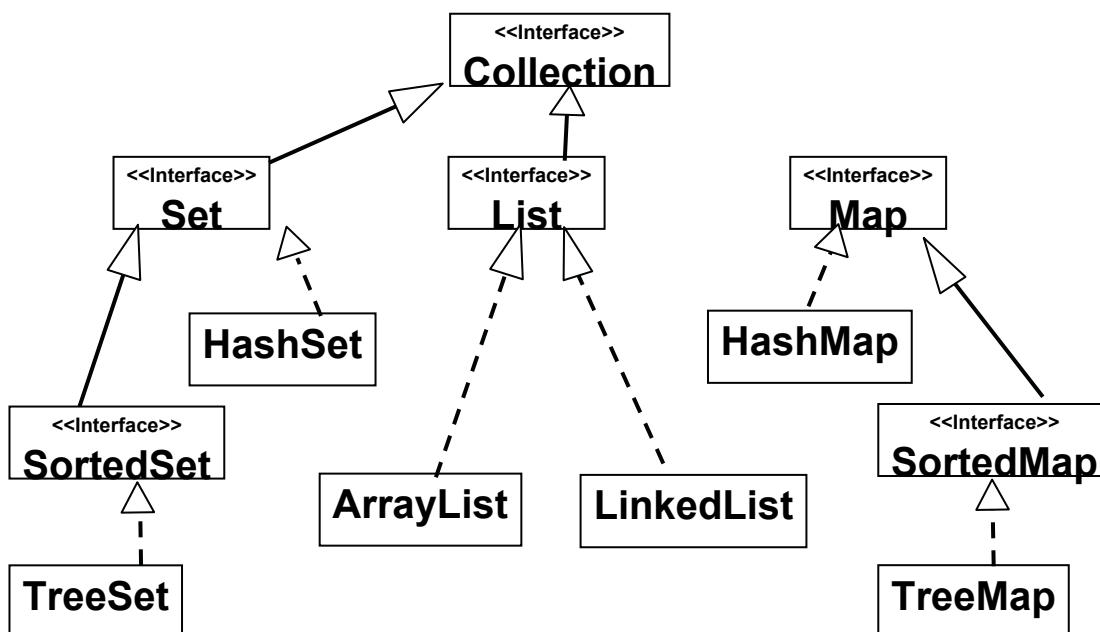 <<Interface>>
Collection
<<Interface>>
Set
<<Interface>>
List
<<Interface>>
Map
HashSet
HashMap
<<Interface>>
SortedSet
<<Interface>>
SortedMap
ArrayList
LinkedList
TreeSet
TreeMap